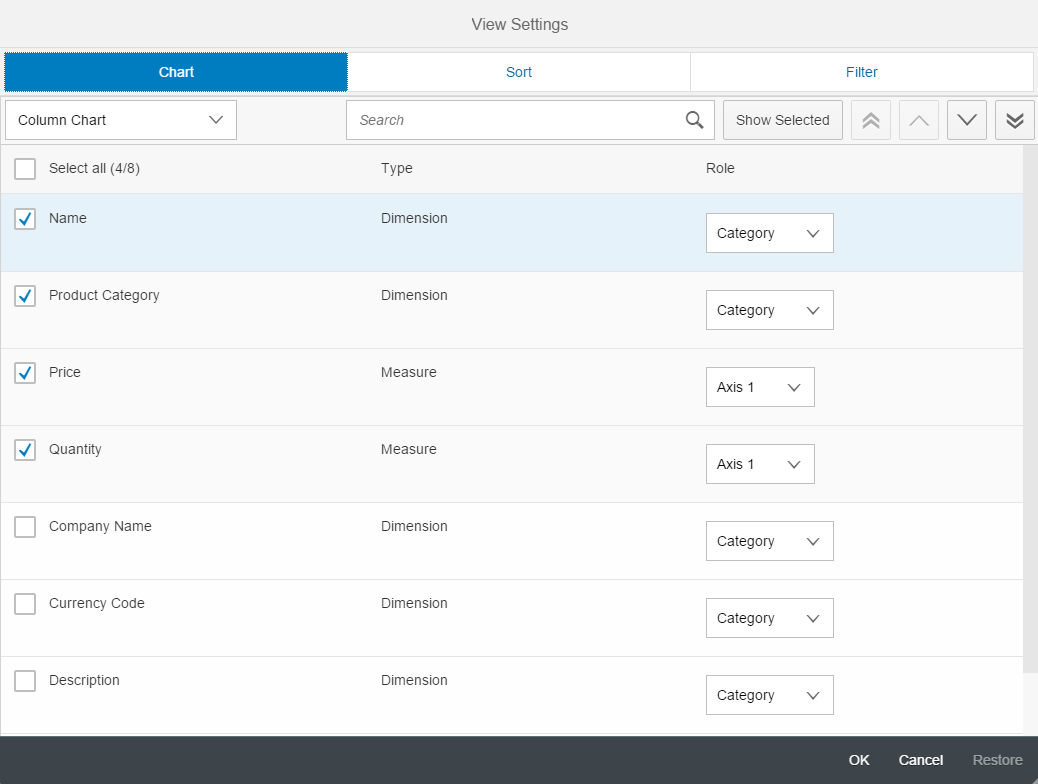 View Settings
Chart Sort Filter
Column Chart Search Show Selected
Select all (4/8) Type Role
Name Dimension Category
Product Category Dimension Category
Price Measure Axis 1
Quantity Measure Axis 1
Company Name Dimension Category
Currency Code Dimension Category
Description Dimension Category
OK Cancel Restore